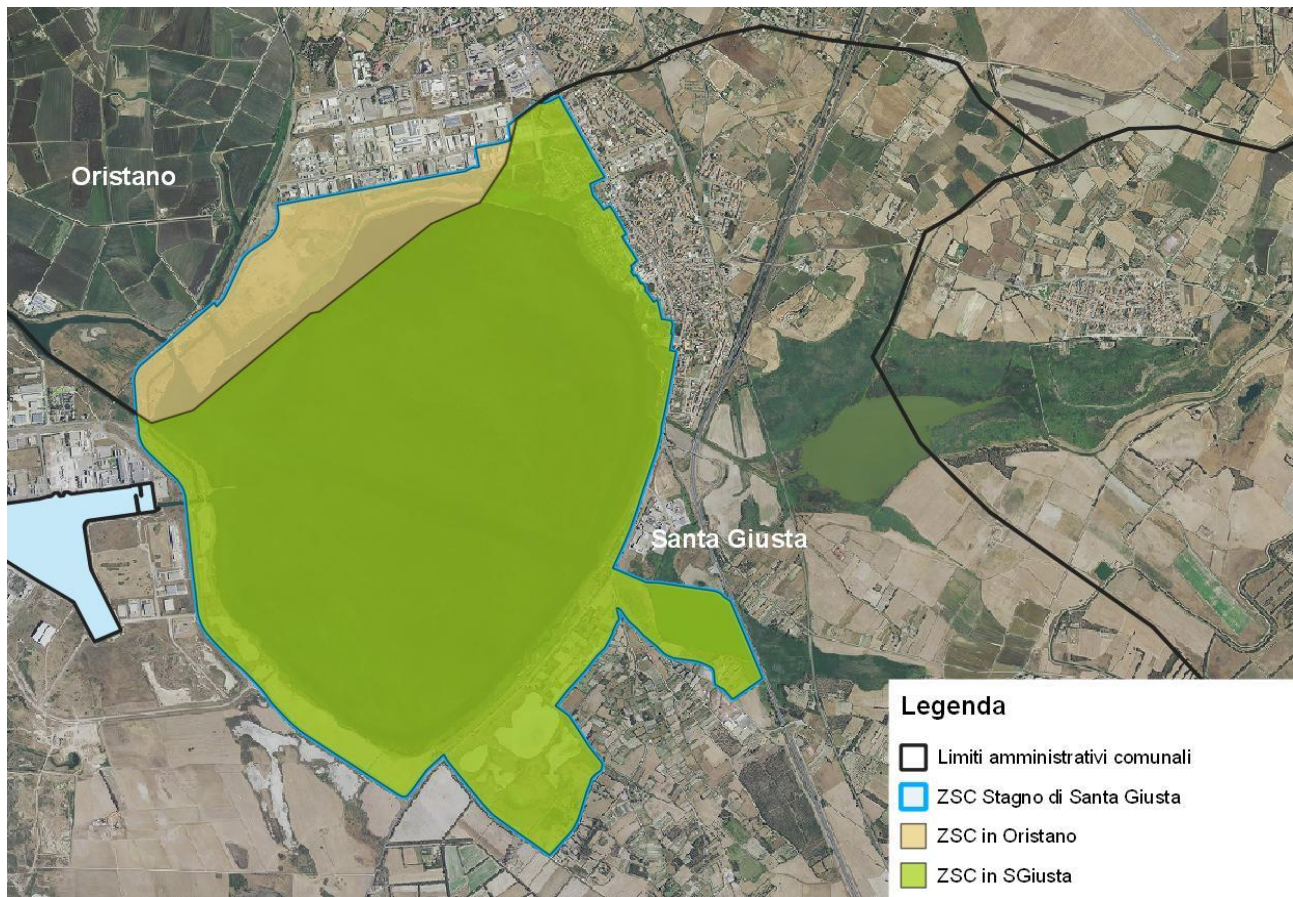 Oristano
Santa Giusta
Legenda
Limiti amministrativi comunali
ZSC Stagno di Santa Giusta
ZSC in Oristano
ZSC in SGiusta